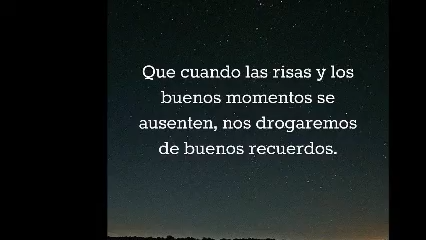 Que cuando las risas y los
buenos momentos se
ausenten, nos drogaremos
de buenos recuerdos.